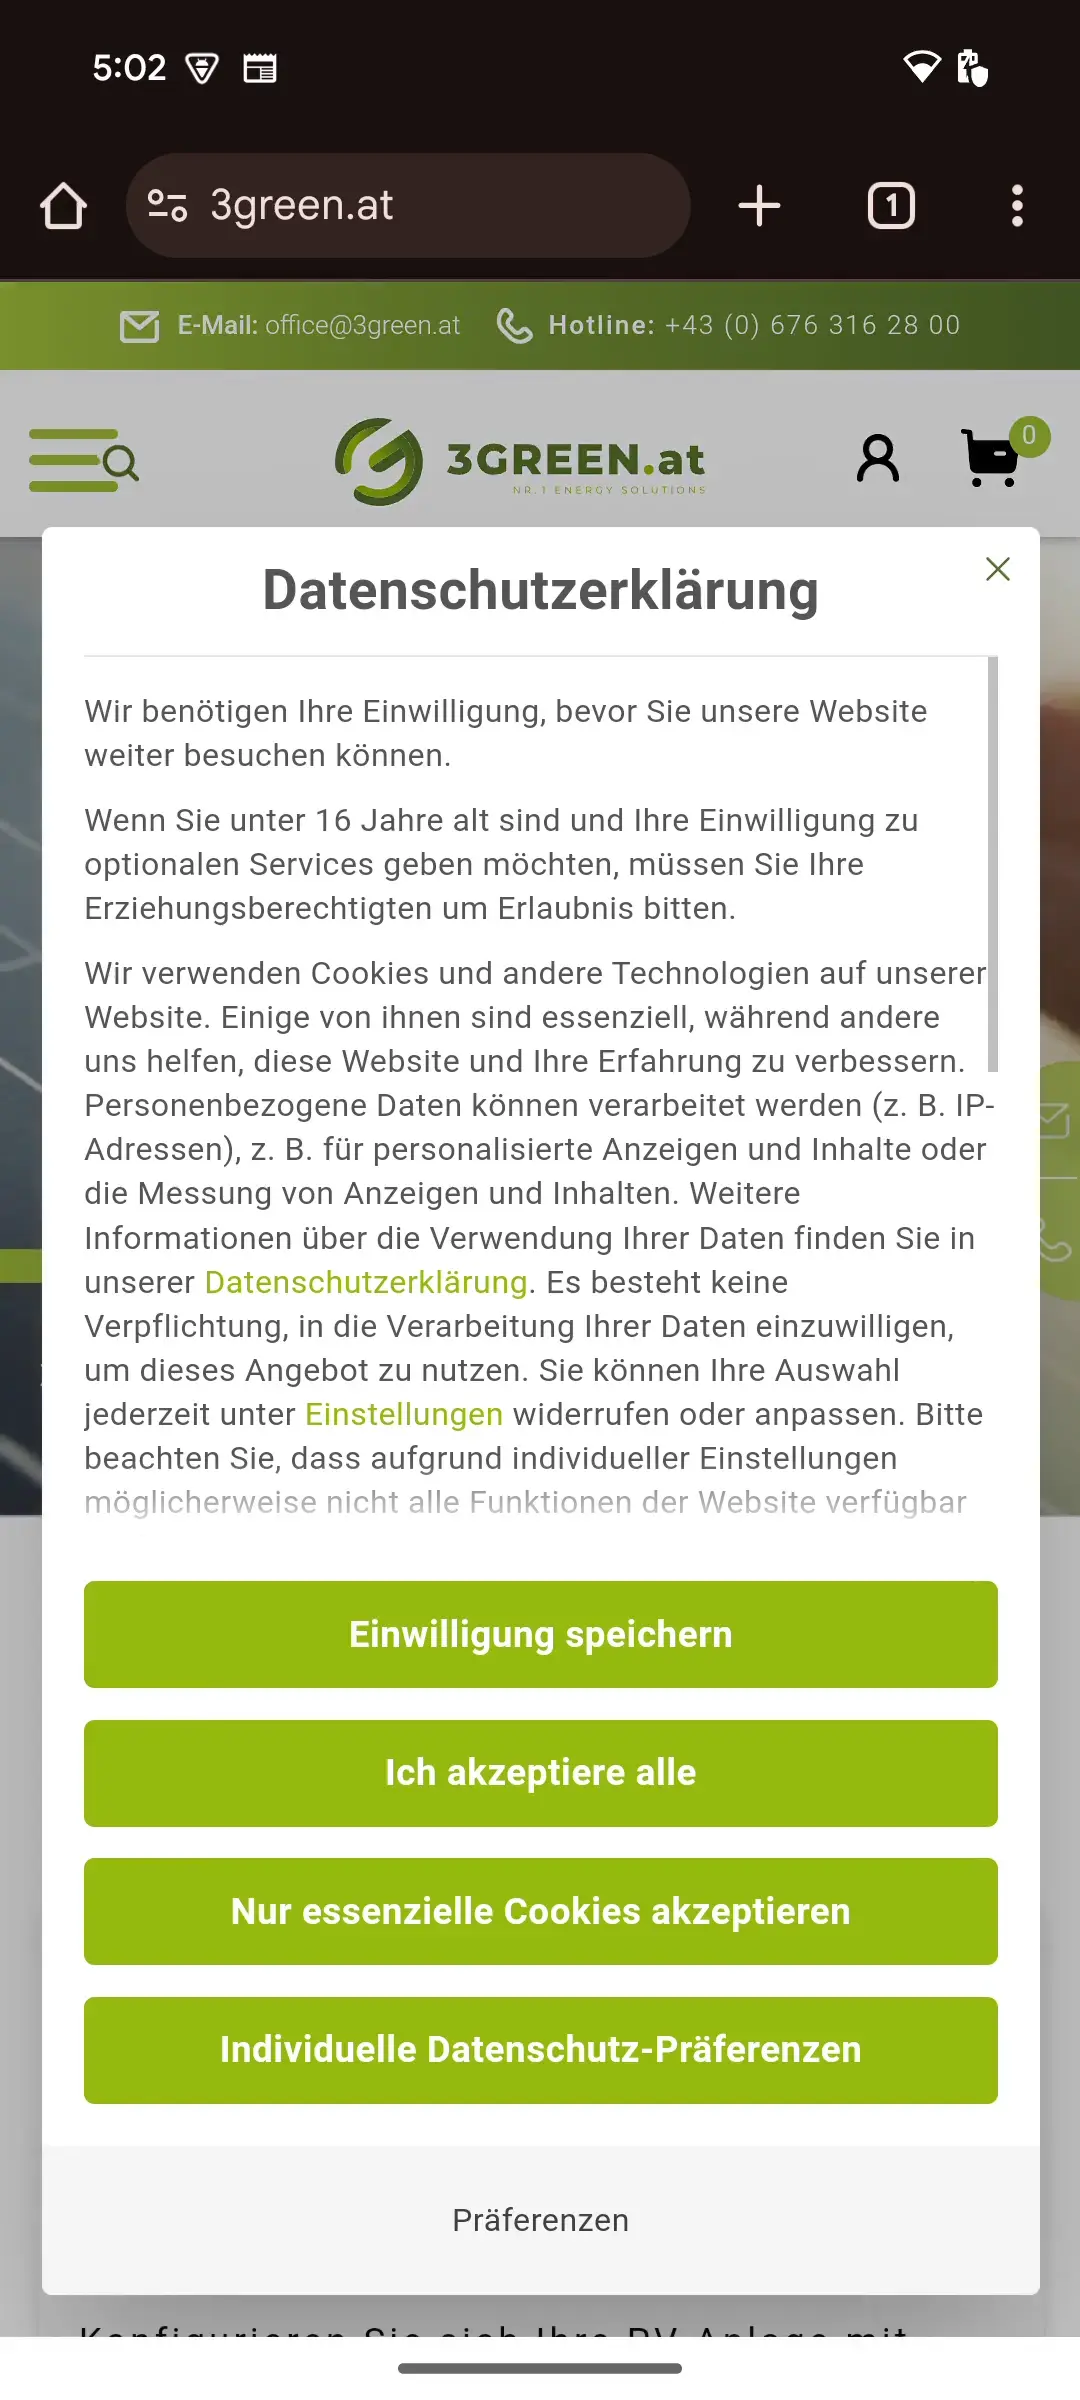 5:02
3green.at
1
E-Mail: office@3green.at Hotline: +43 (0) 676 316 28 00
3GREEN.at
NR.1 ENERGY SOLUTIONS
0
Datenschutzerklärung
Wir benötigen Ihre Einwilligung, bevor Sie unsere Website
weiter besuchen können.
Wenn Sie unter 16 Jahre alt sind und Ihre Einwilligung zu
optionalen Services geben möchten, müssen Sie Ihre
Erziehungsberechtigten um Erlaubnis bitten.
Wir verwenden Cookies und andere Technologien auf unserer
Website. Einige von ihnen sind essenziell, während andere
uns helfen, diese Website und Ihre Erfahrung zu verbessern.
Personenbezogene Daten können verarbeitet werden (z. B. IP-
Adressen), z. B. für personalisierte Anzeigen und Inhalte oder
die Messung von Anzeigen und Inhalten. Weitere
Informationen über die Verwendung Ihrer Daten finden Sie in
unserer Datenschutzerklärung. Es besteht keine
Verpflichtung, in die Verarbeitung Ihrer Daten einzuwilligen,
um dieses Angebot zu nutzen. Sie können Ihre Auswahl
jederzeit unter Einstellungen widerrufen oder anpassen. Bitte
beachten Sie, dass aufgrund individueller Einstellungen
möglicherweise nicht alle Funktionen der Website verfügbar
Einwilligung speichern
Ich akzeptiere alle
Nur essenzielle Cookies akzeptieren
Individuelle Datenschutz-Präferenzen
Präferenzen
Konfigurieren Sie sich Ihre PV Anlage mit